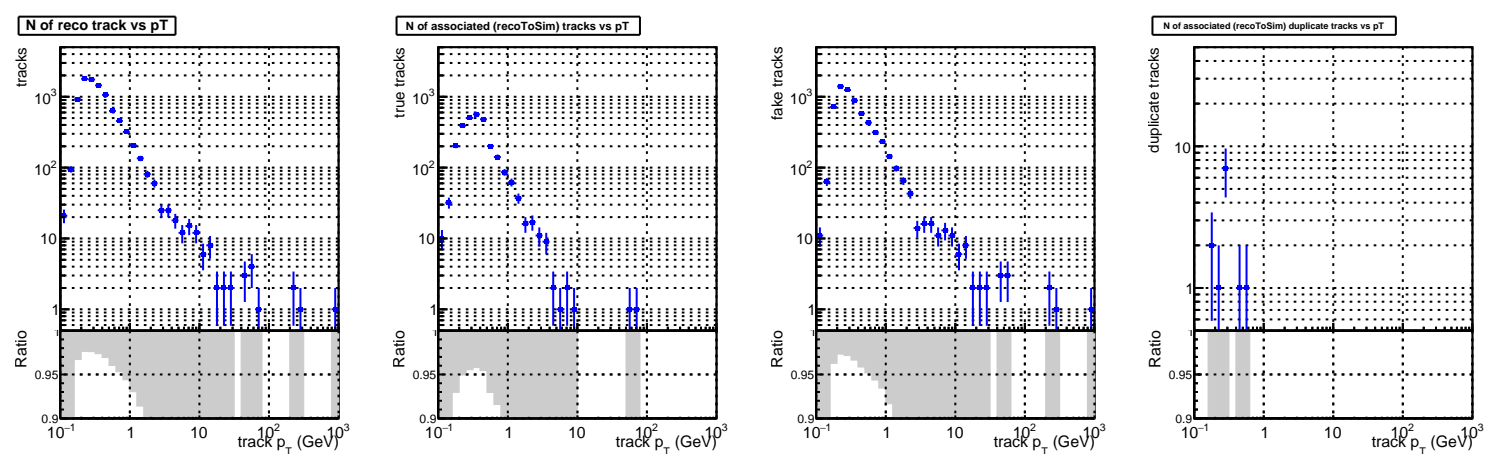 N of reco track vs pT
N of associated (recoToSim) tracks vs pT
N of associated (recoToSim) duplicate tracks vs pT
tracks
10³
10²
10
1
Ratio
1
0.95
0.9
10⁻¹ 1 10 10² 10³
track p_T (GeV)
true tracks
10³
10²
10
1
Ratio
1
0.95
0.9
10⁻¹ 1 10 10² 10³
track p_T (GeV)
fake tracks
10³
10²
10
1
Ratio
1
0.95
0.9
10⁻¹ 1 10 10² 10³
track p_T (GeV)
duplicate tracks
10
1
Ratio
1
0.95
0.9
10⁻¹ 1 10 10² 10³
track p_T (GeV)